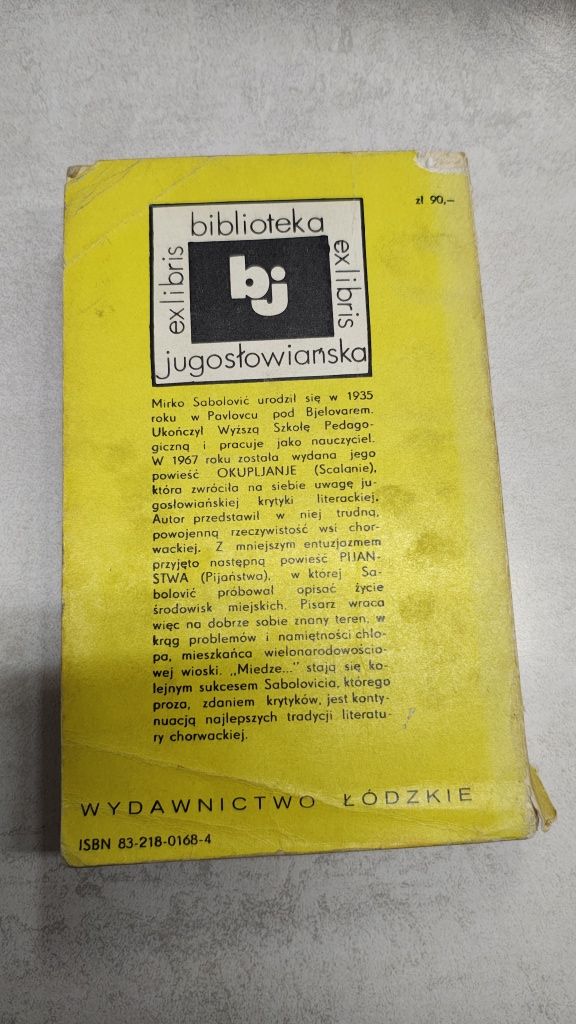 zł 90,—
biblioteka
exlibris
bj
exlibris
jugosłowiańska
Mirko Sabolović urodził się w 1935
roku w Pavlovcu pod Bjelovarem.
Ukończył Wyższą Szkołę Pedago-
giczną i pracuje jako nauczyciel.
W 1967 roku została wydana jego
powieść OKUPLJANJE (Scalanie),
która zwróciła na siebie uwagę ju-
gosłowiańskiej krytyki literackiej.
Autor przedstawił w niej trudną,
powojenną rzeczywistość wsi chor-
wackiej. Z mniejszym entuzjazmem
przyjęto następną powieść PIJAN-
STWA (Pijaństwa), w której Sa-
bolović próbował opisać życie
środowisk miejskich. Pisarz wraca
więc na dobrze sobie znany teren, w
krąg problemów i namiętności chło-
pa, mieszkańca wielonarodowościo-
wej wioski. „Miedze..." stają się ko-
lejnym sukcesem Sabolovicia, którego
proza, zdaniem krytyków, jest konty-
nuacją najlepszych tradycji literatu-
ry chorwackiej.
WYDAWNICTWO ŁÓDZKIE
ISBN 83-218-0168-4